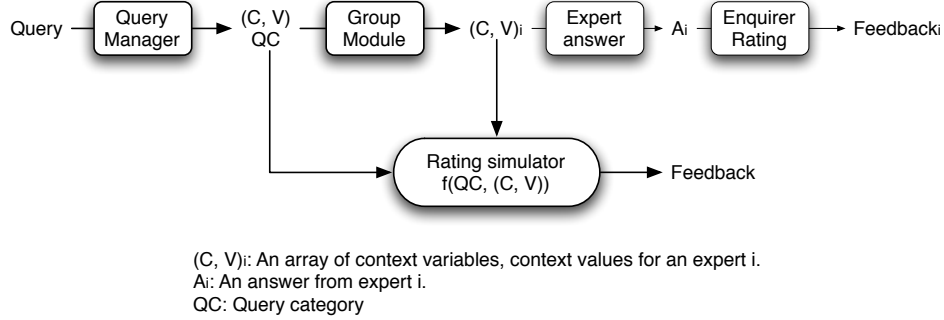 Query
Query
Manager
(C, V)
QC
Group
Module
(C, V)i
Expert
answer
Ai
Enquirer
Rating
Feedbacki
Rating simulator
f(QC, (C, V))
Feedback
(C, V)i: An array of context variables, context values for an expert i.
Ai: An answer from expert i.
QC: Query category